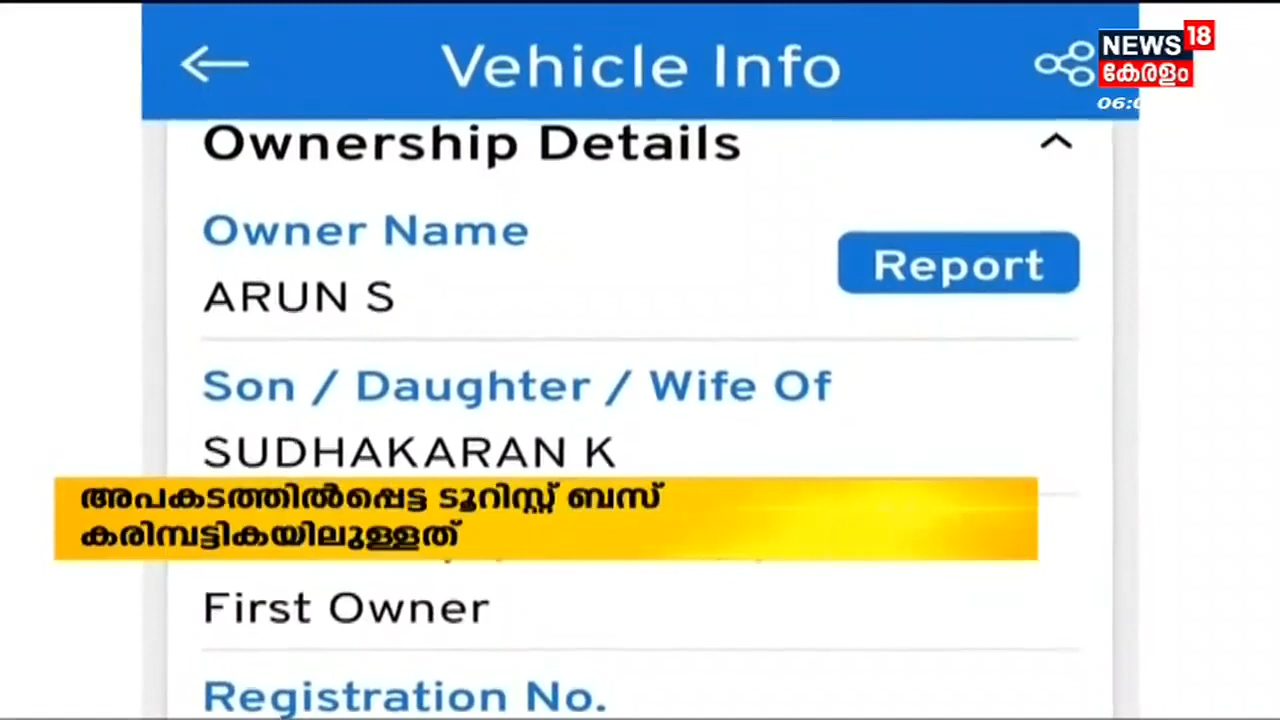 Vehicle Info
NEWS 18
കേരളം
Ownership Details
Owner Name
ARUN S
Report
Son / Daughter / Wife Of
SUDHAKARAN K
അപകടത്തിൽപ്പെട്ട ടൂറിസ്റ്റ് ബസ്
കരിമ്പട്ടികയിലുള്ളത്
First Owner
Registration No.